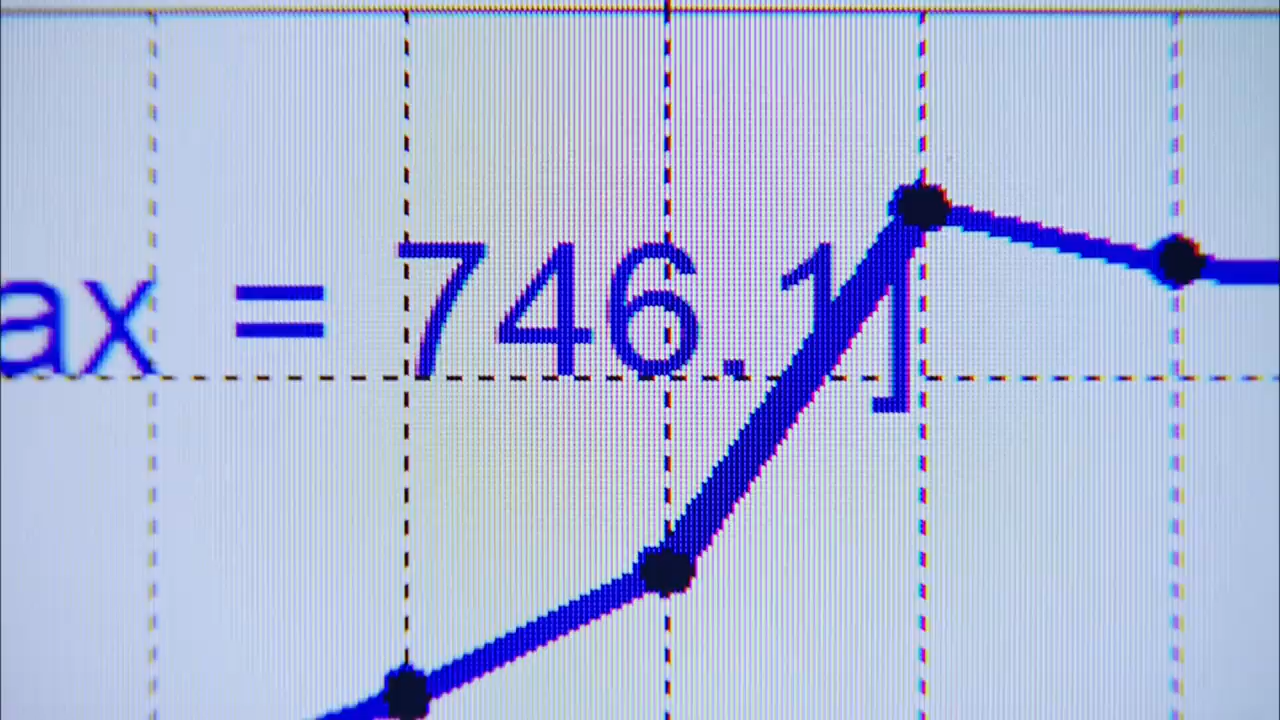 ax = 746.1]